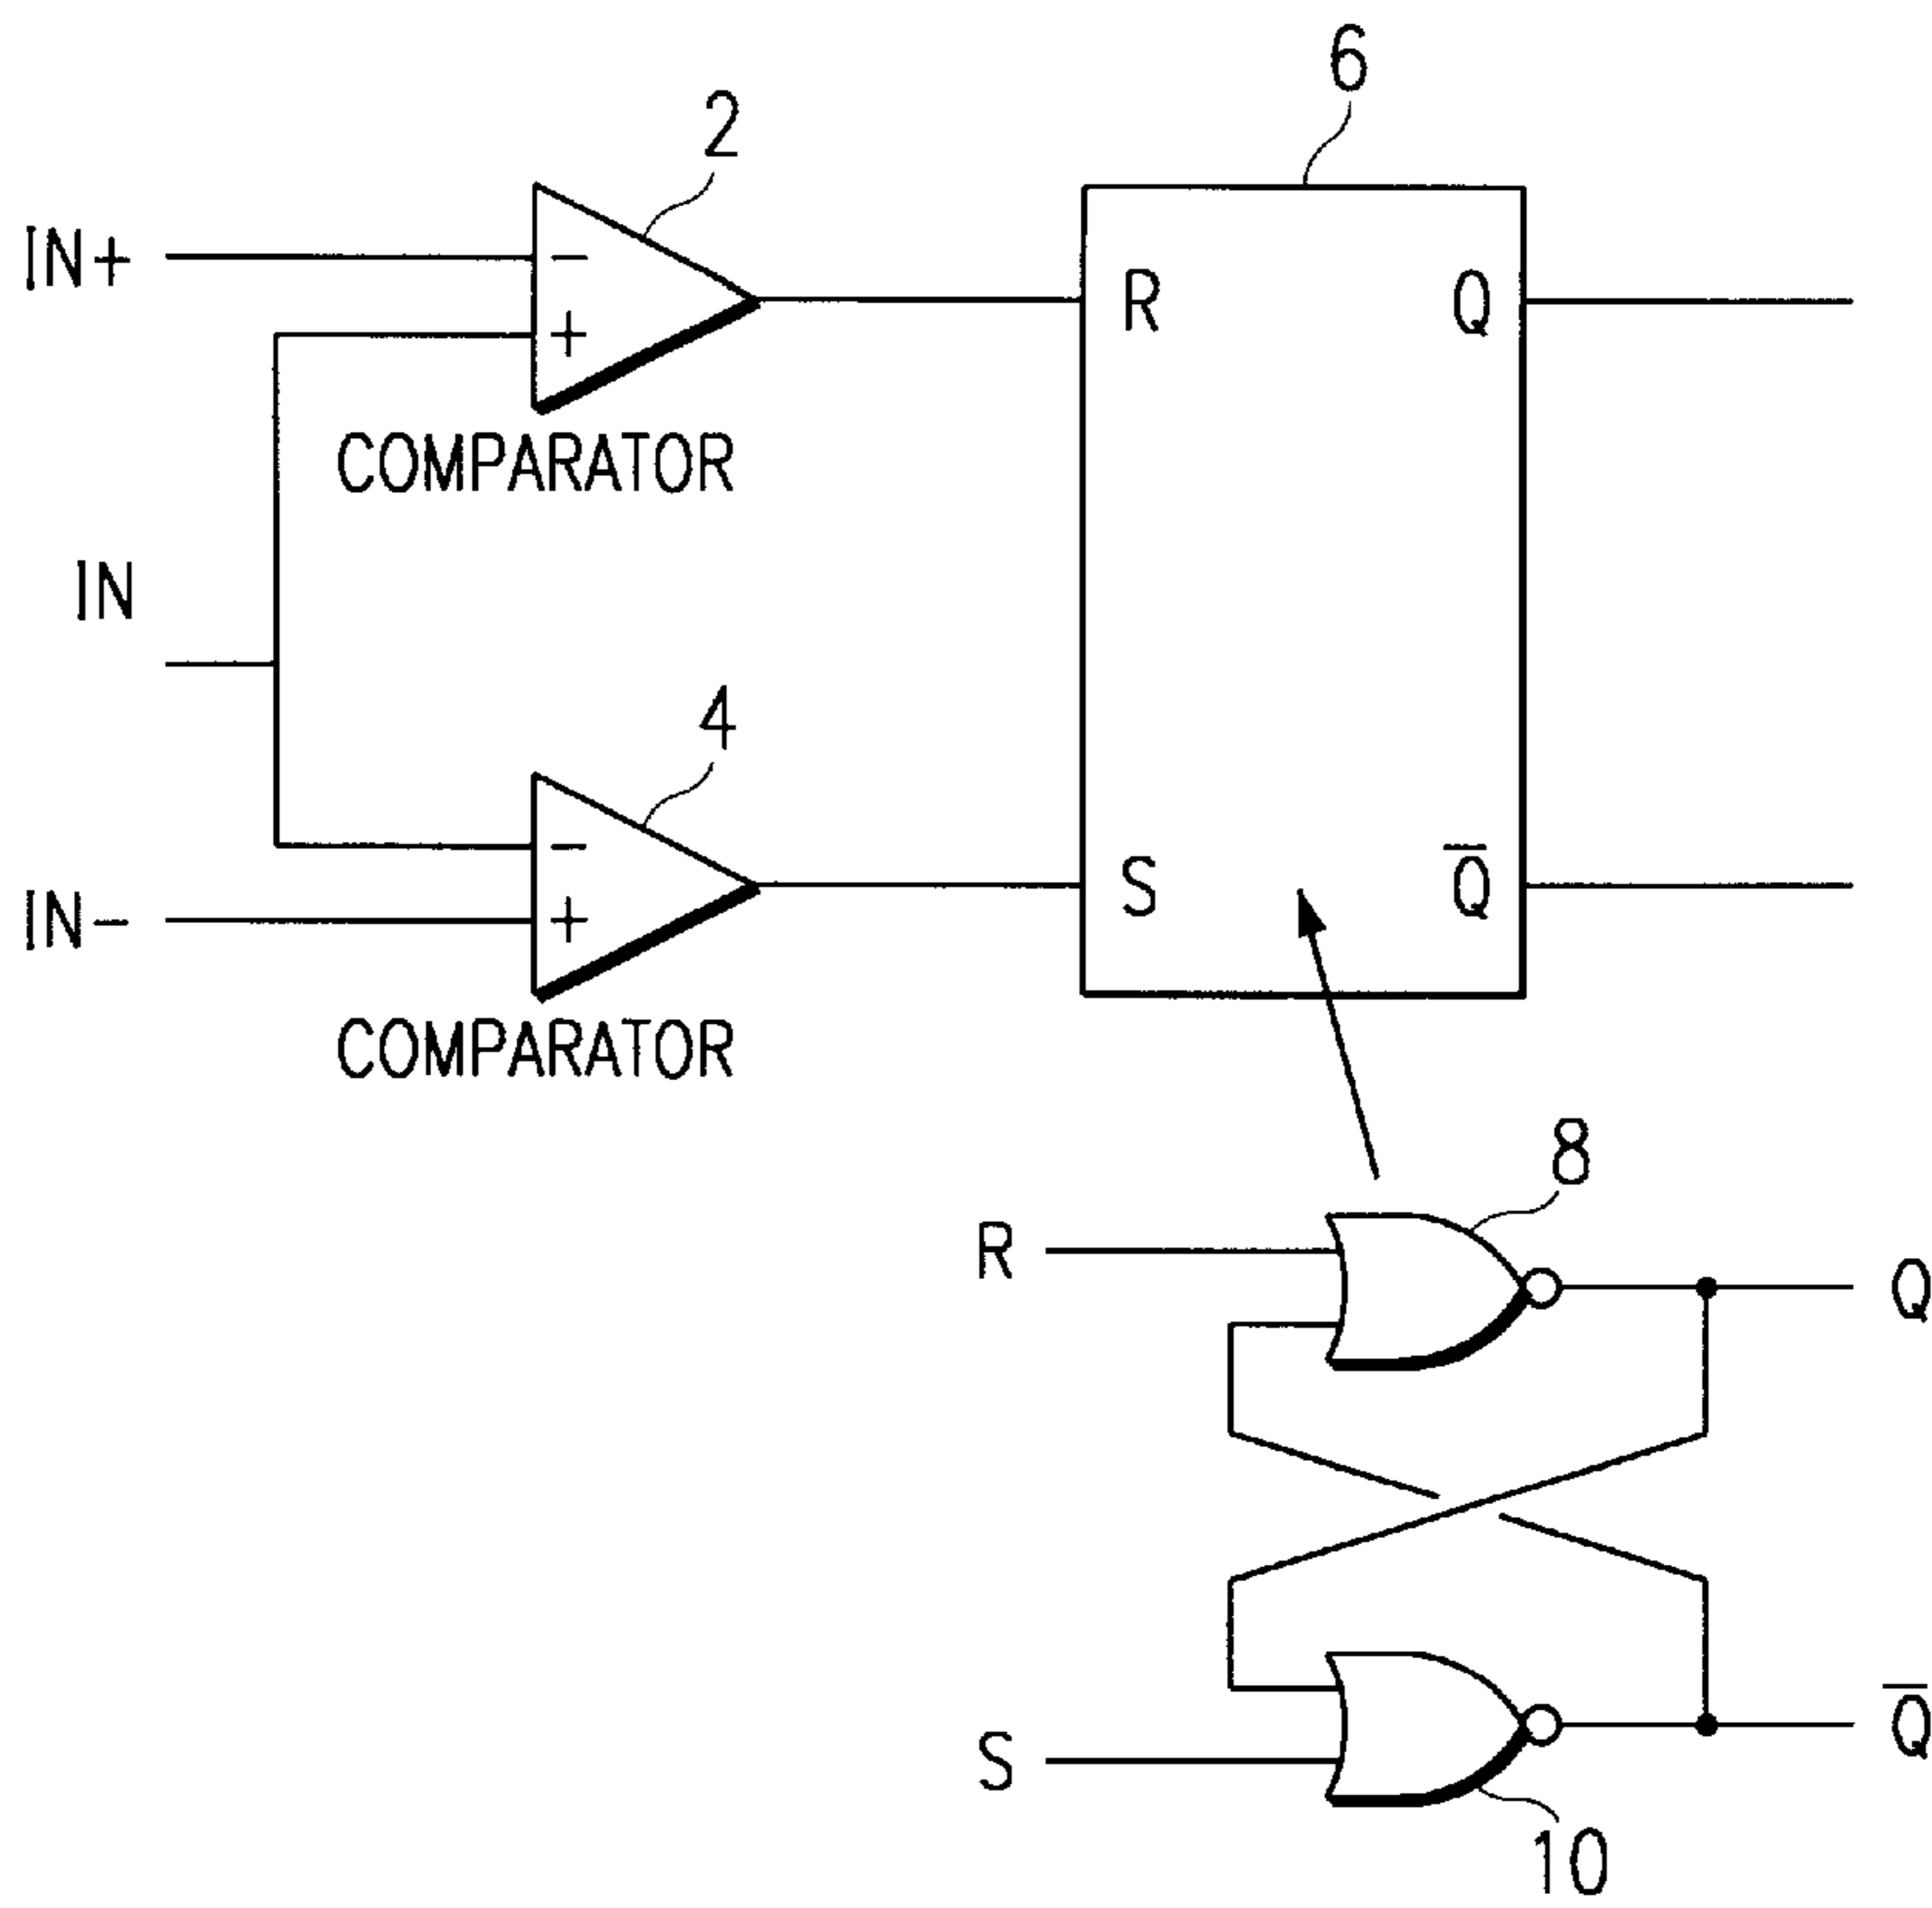 6
2
IN+
−
+
R
Q
COMPARATOR
IN
4
−
+
IN-
S
Q̅
COMPARATOR
8
R
Q
S
Q̅
10